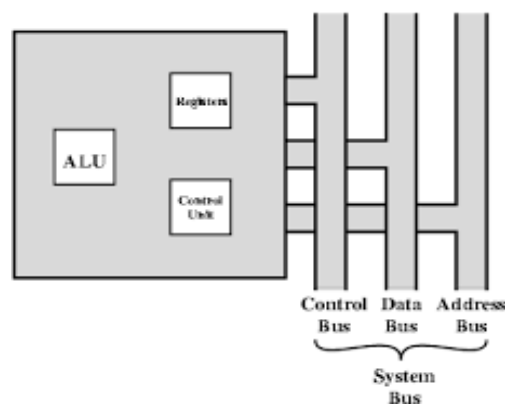 Registers
ALU
Control
Unit
Control Data Address
Bus Bus Bus
System
Bus